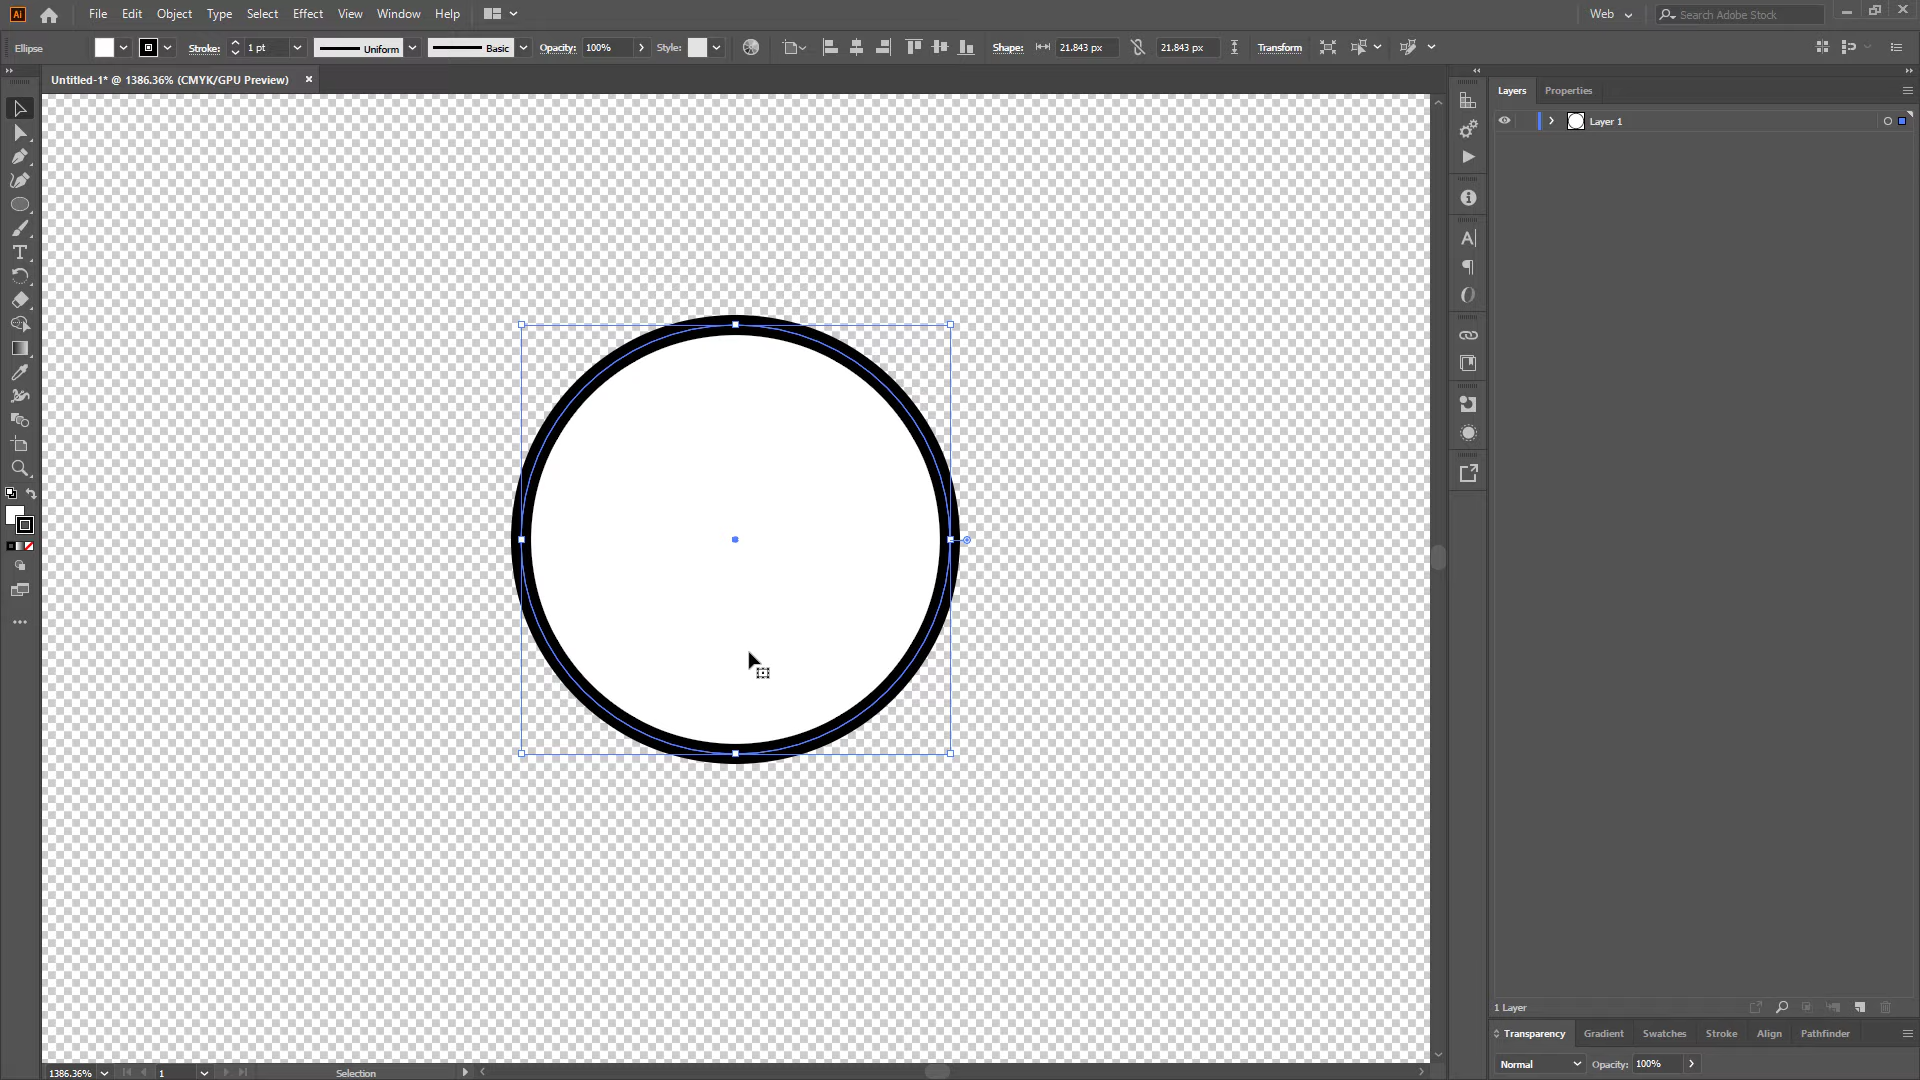 Ai File Edit Object Type Select Effect View Window Help Web Search Adobe Stock
Ellipse Stroke: 1 pt Uniform Basic Opacity: 100% Style: Shape: 21.843 px 21.843 px Transform
Untitled-1* @ 1386.36% (CMYK/GPU Preview) ×
Layers Properties
Layer 1
1 Layer
Transparency Gradient Swatches Stroke Align Pathfinder
Normal Opacity: 100%
1386.36% 1 Selection